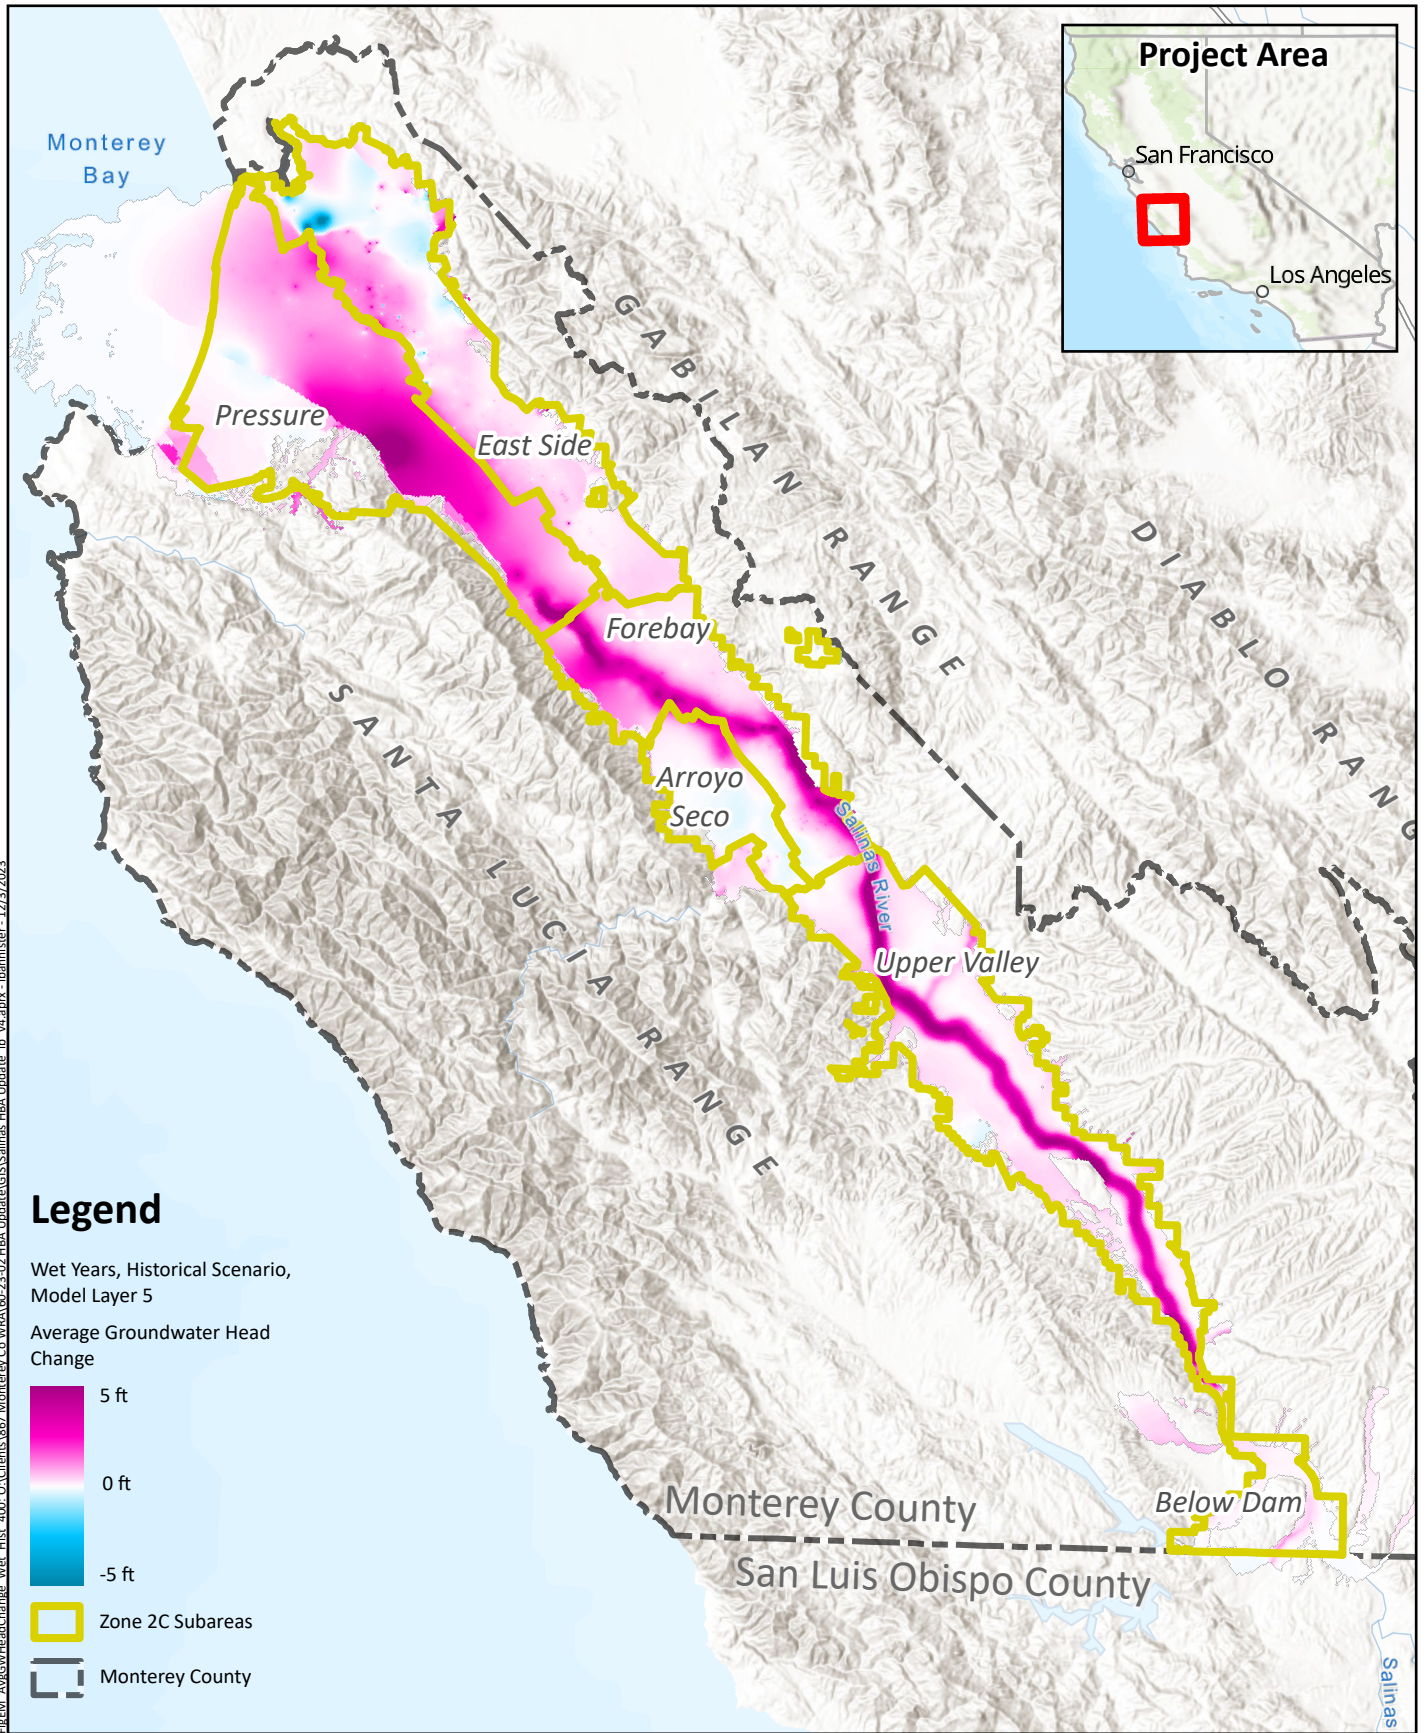 Project Area
San Francisco
Los Angeles
Monterey
Bay
GABILAN RANGE
DIABLO RANG
Pressure
East Side
Forebay
SANTA LUCIA RANGE
Arroyo
Seco
Salinas River
Upper Valley
Below Dam
Monterey County
San Luis Obispo County
Salinas
Legend
Wet Years, Historical Scenario,
Model Layer 5
Average Groundwater Head
Change
5 ft
0 ft
-5 ft
Zone 2C Subareas
Monterey County